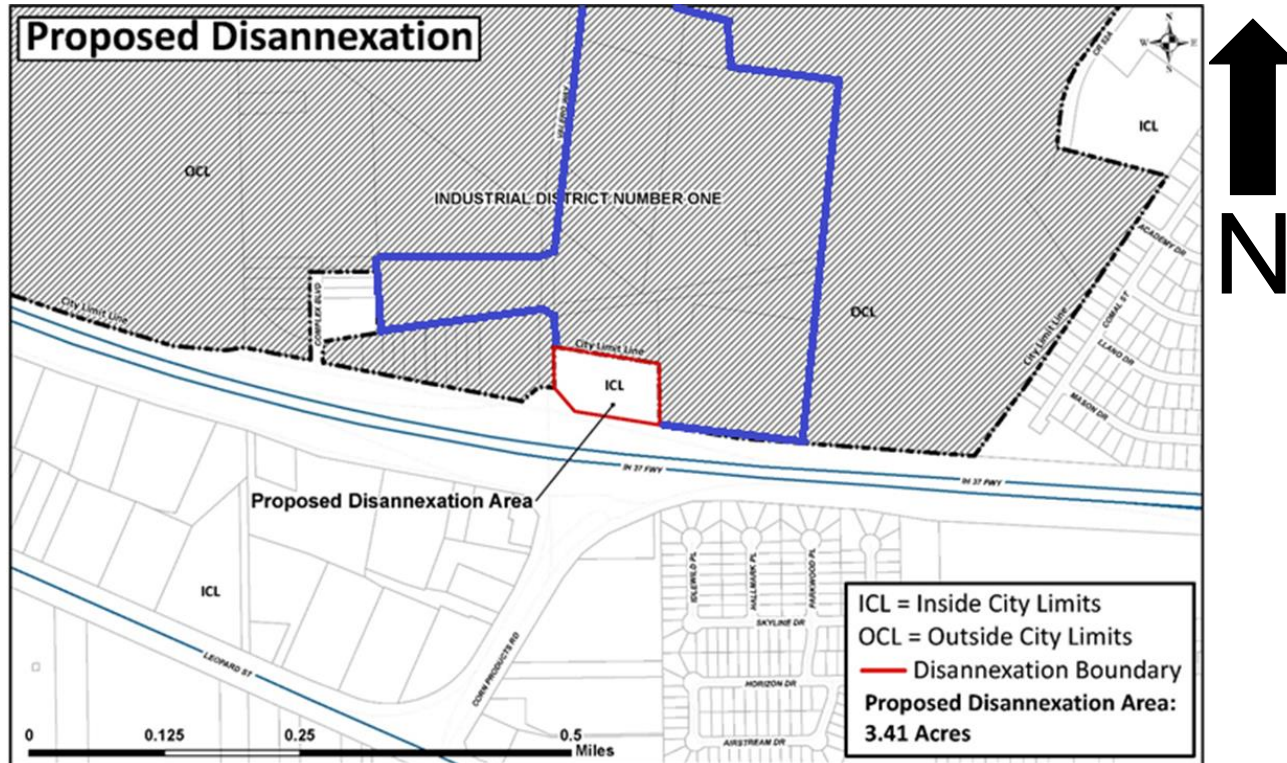 Proposed Disannexation
N
W E
S
N
CR 52A
ICL
VALERO WAY
OCL
INDUSTRIAL DISTRICT NUMBER ONE
ACADEMY DR
COMPLEX BLVD
City Limit Line
OCL
COMAL ST
City Limit Line
City Limit Line
LLANO DR
ICL
MASON DR
IH 37 FWY
IH 37 FWY
Proposed Disannexation Area
IDLEWILD PL
HALLMARK PL
PARKWOOD PL
ICL
SKYLINE DR
LEOPARD ST
CORN PRODUCTS RD
HORIZON DR
AIRSTREAM DR
ICL = Inside City Limits
OCL = Outside City Limits
Disannexation Boundary
Proposed Disannexation Area:
3.41 Acres
0 0.125 0.25 0.5
Miles